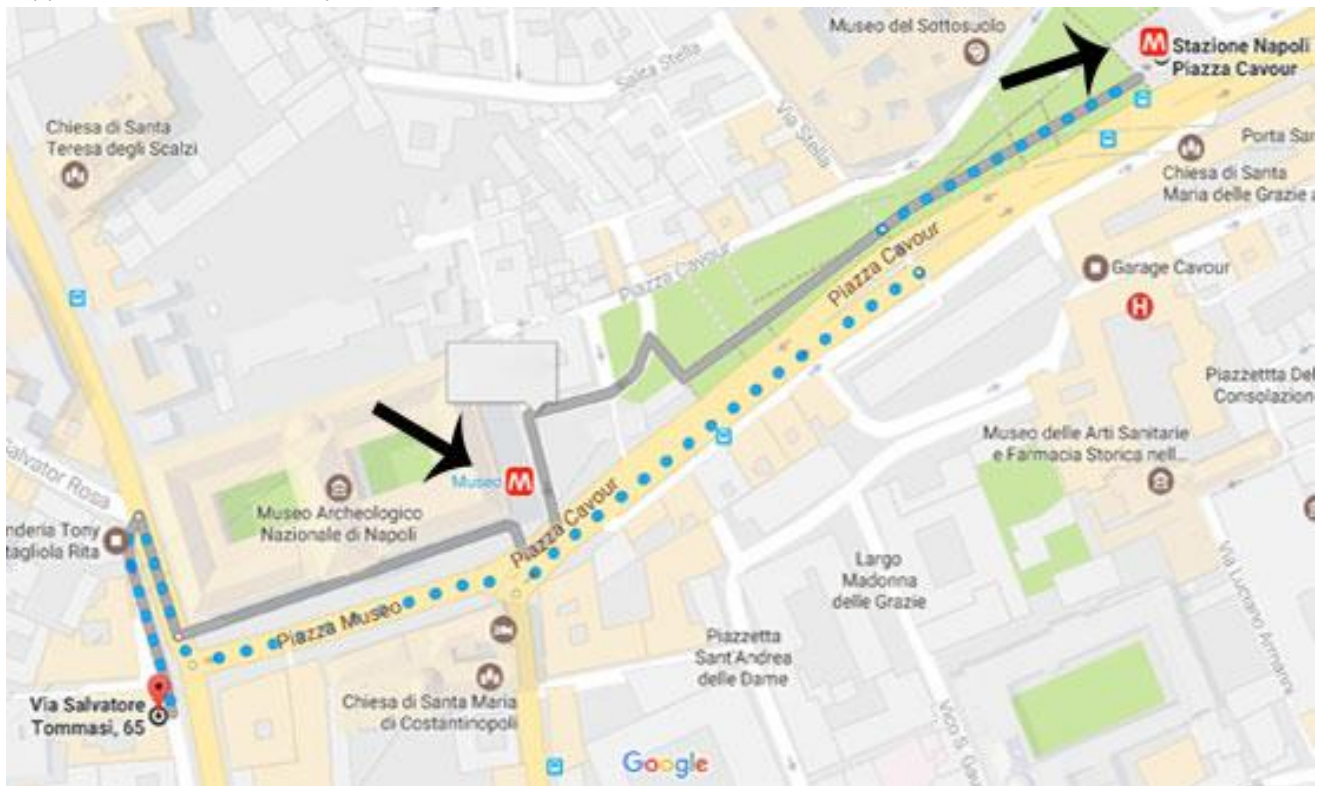 Museo del Sottosuolo
Stazione Napoli
Piazza Cavour
Salita Stella
Chiesa di Santa
Teresa degli Scalzi
Via Stella
Porta San
Chiesa di Santa
Maria delle Grazie a
Piazza Cavour
Piazza Cavour
Garage Cavour
H
Piazzettta Del
Consolazion
Museo delle Arti Sanitarie
e Farmacia Storica nell...
Salvator Rosa
Museo
M
Museo Archeologico
Nazionale di Napoli
Piazza Cavour
nderia Tony
tagliola Rita
Largo
Madonna
delle Grazie
Via Luciano Armanni
Piazza Museo
Piazzetta
Sant'Andrea
delle Dame
Via Salvatore
Tommasi, 65
Chiesa di Santa Maria
di Costantinopoli
Vico S. Gau
Google